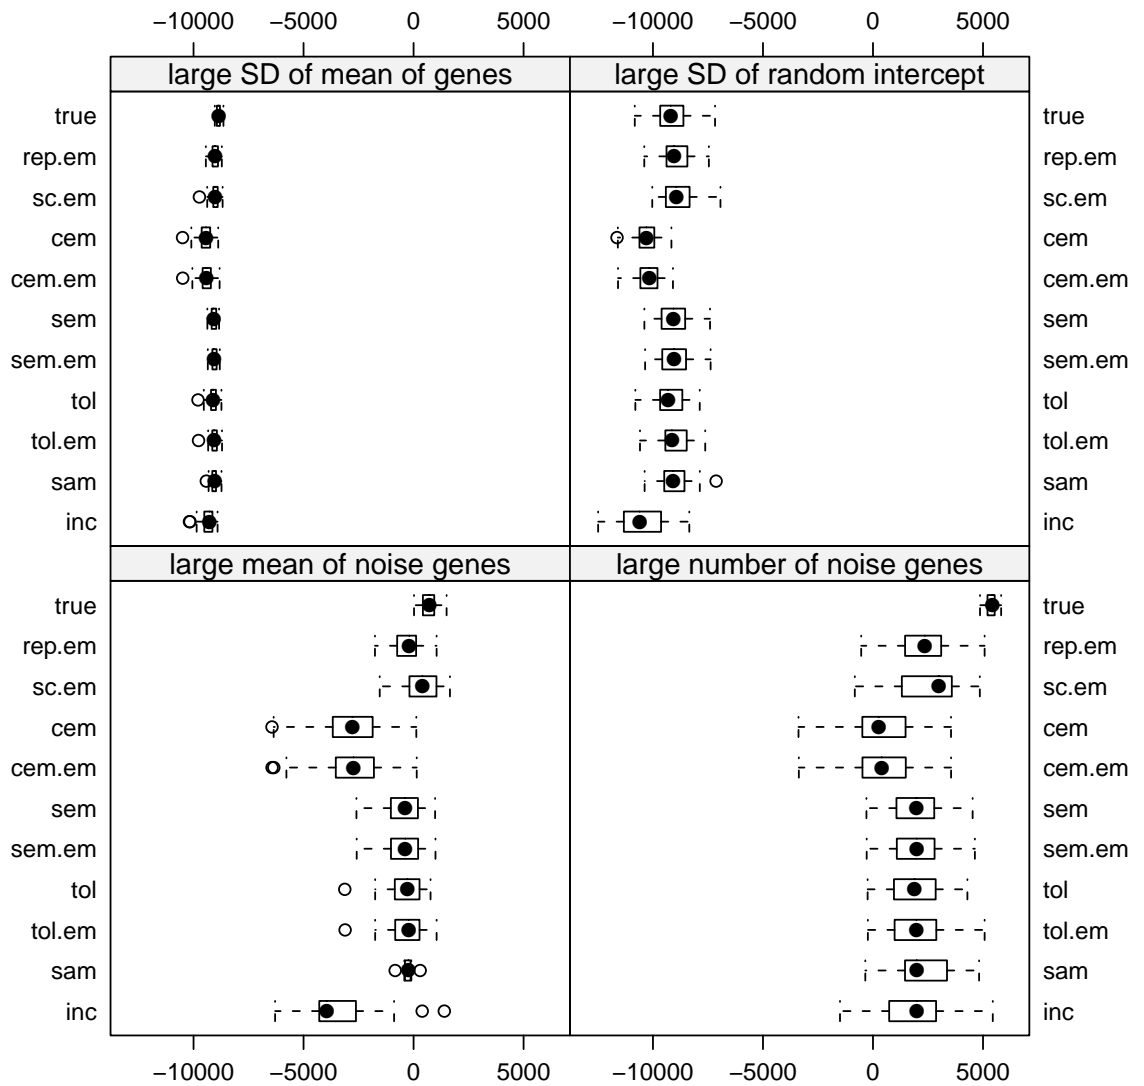 −10000 −5000 0 5000 −10000 −5000 0 5000
large SD of mean of genes large SD of random intercept
true true
rep.em rep.em
sc.em sc.em
cem cem
cem.em cem.em
sem sem
sem.em sem.em
tol tol
tol.em tol.em
sam sam
inc inc
large mean of noise genes large number of noise genes
true true
rep.em rep.em
sc.em sc.em
cem cem
cem.em cem.em
sem sem
sem.em sem.em
tol tol
tol.em tol.em
sam sam
inc inc
−10000 −5000 0 5000 −10000 −5000 0 5000